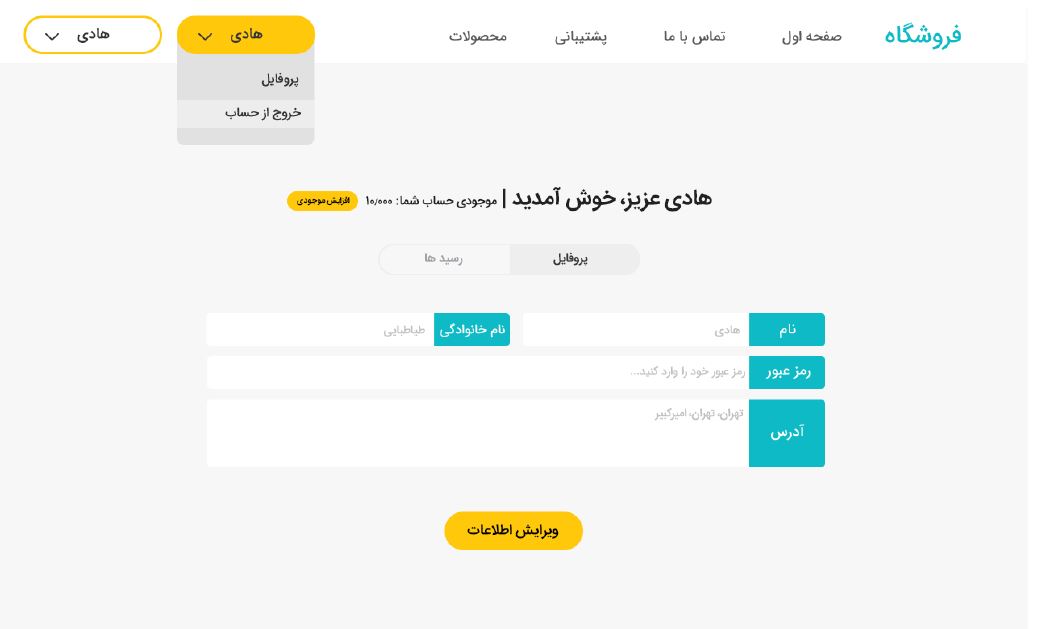 فروشگاه
صفحه اول
تماس با ما
پشتیبانی
محصولات
هادی
هادی
پروفایل
خروج از حساب
هادی عزیز، خوش آمدید | موجودی حساب شما: ۱۰٫۰۰۰ افزایش موجودی
پروفایل
رسید ها
نام
هادی
نام خانوادگی
طباطبایی
رمز عبور
رمز عبور خود را وارد کنید...
آدرس
تهران، تهران، امیرکبیر
ویرایش اطلاعات